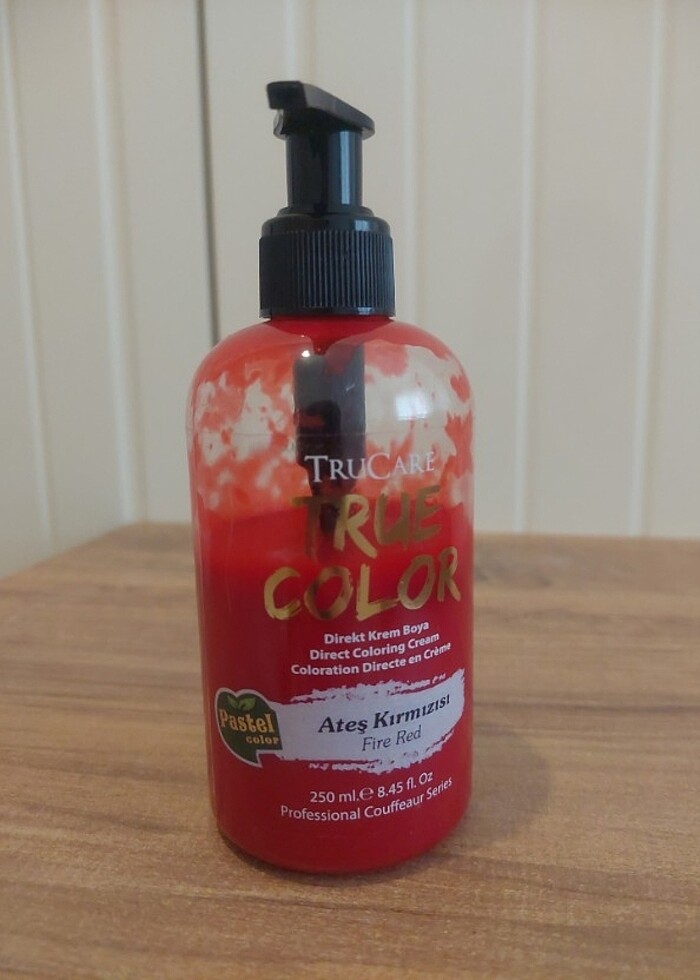 TRUCARE
TRUE
COLOR
Direkt Krem Boya
Direct Coloring Cream
Coloration Directe en Crème
Pastel
color
Ateş Kırmızısı
Fire Red
250 ml.℮ 8.45 fl. Oz
Professional Couffeaur Series